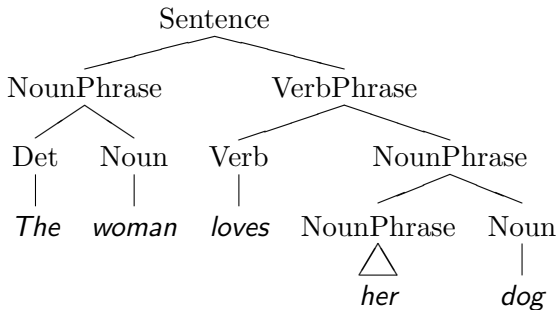 Sentence
NounPhrase VerbPhrase
Det Noun Verb NounPhrase
The woman loves NounPhrase Noun
her dog